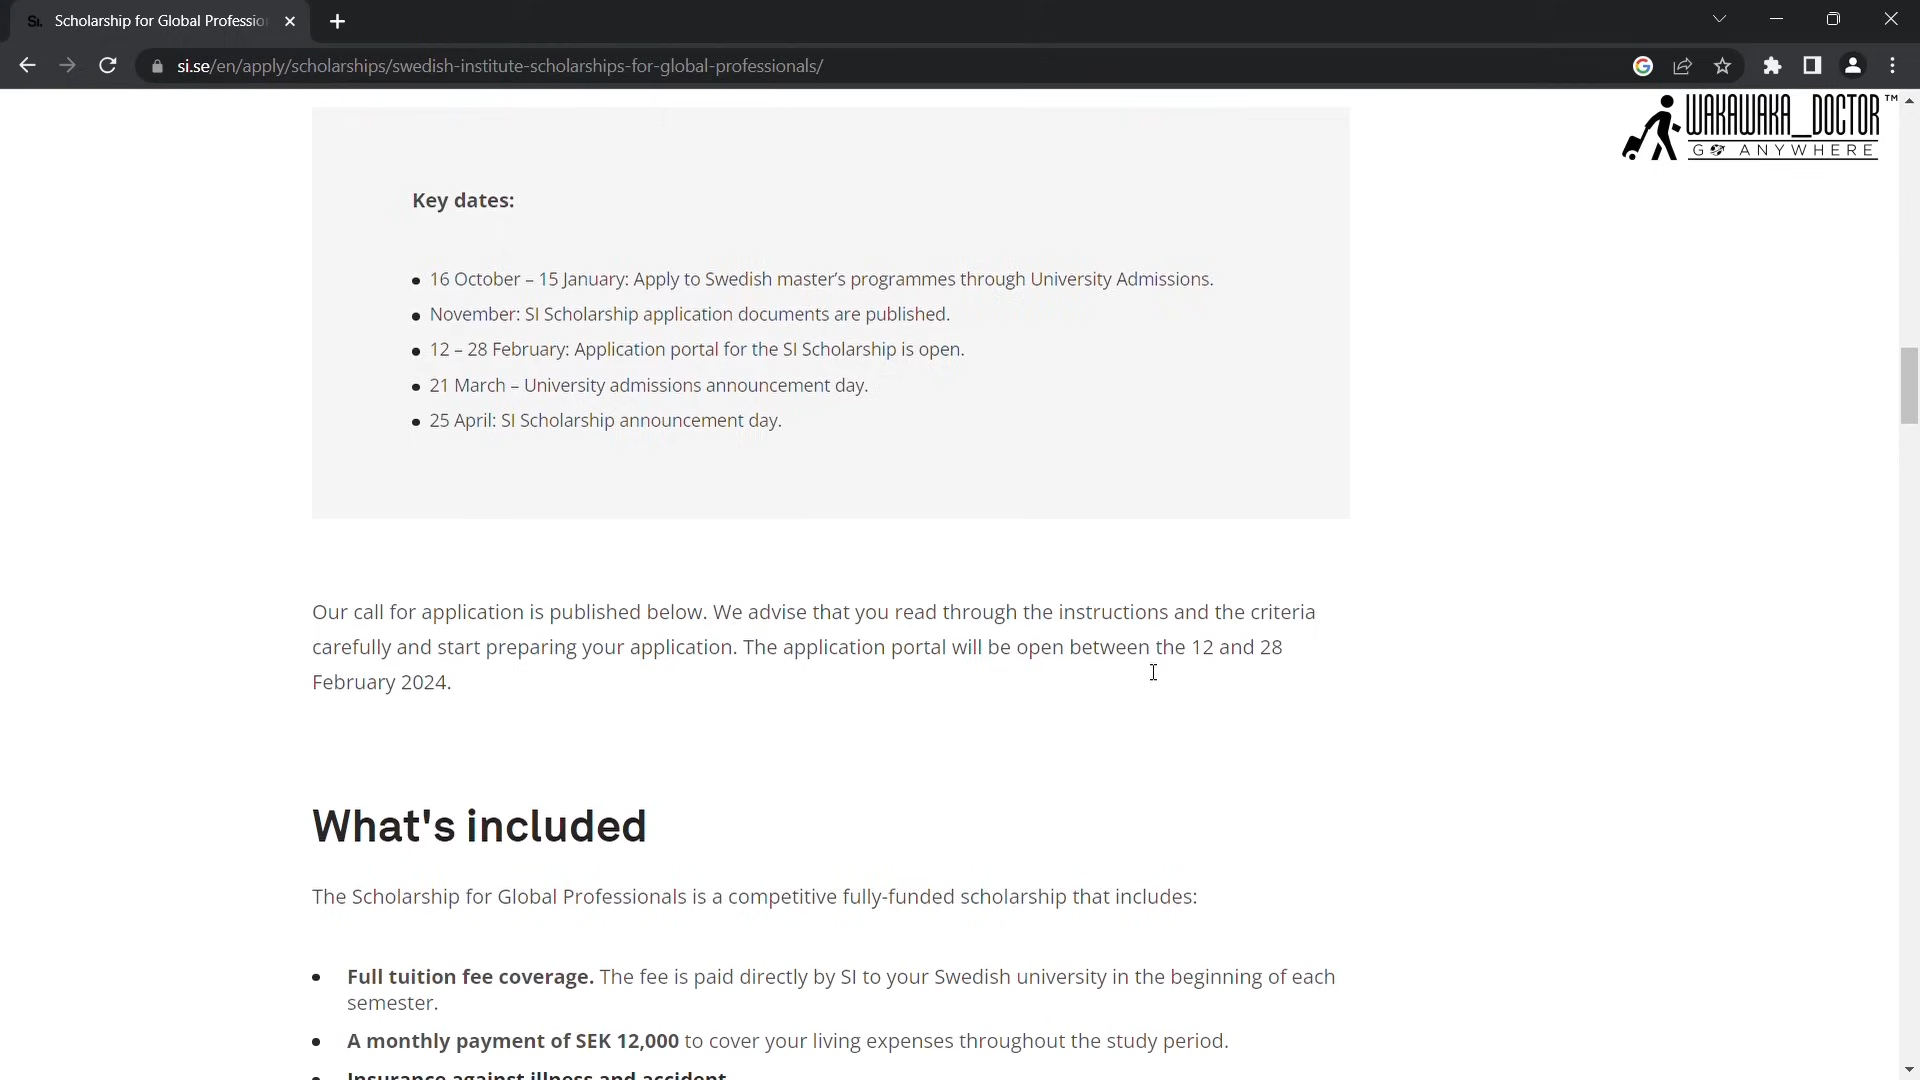 Si. Scholarship for Global Professio
si.se/en/apply/scholarships/swedish-institute-scholarships-for-global-professionals/
WAKAWAKA_DOCTOR™
GO ANYWHERE
Key dates:
• 16 October – 15 January: Apply to Swedish master’s programmes through University Admissions.
• November: SI Scholarship application documents are published.
• 12 – 28 February: Application portal for the SI Scholarship is open.
• 21 March – University admissions announcement day.
• 25 April: SI Scholarship announcement day.
Our call for application is published below. We advise that you read through the instructions and the criteria
carefully and start preparing your application. The application portal will be open between the 12 and 28
February 2024.
What's included
The Scholarship for Global Professionals is a competitive fully-funded scholarship that includes:
• Full tuition fee coverage. The fee is paid directly by SI to your Swedish university in the beginning of each
semester.
• A monthly payment of SEK 12,000 to cover your living expenses throughout the study period.
• Insurance against illness and accident